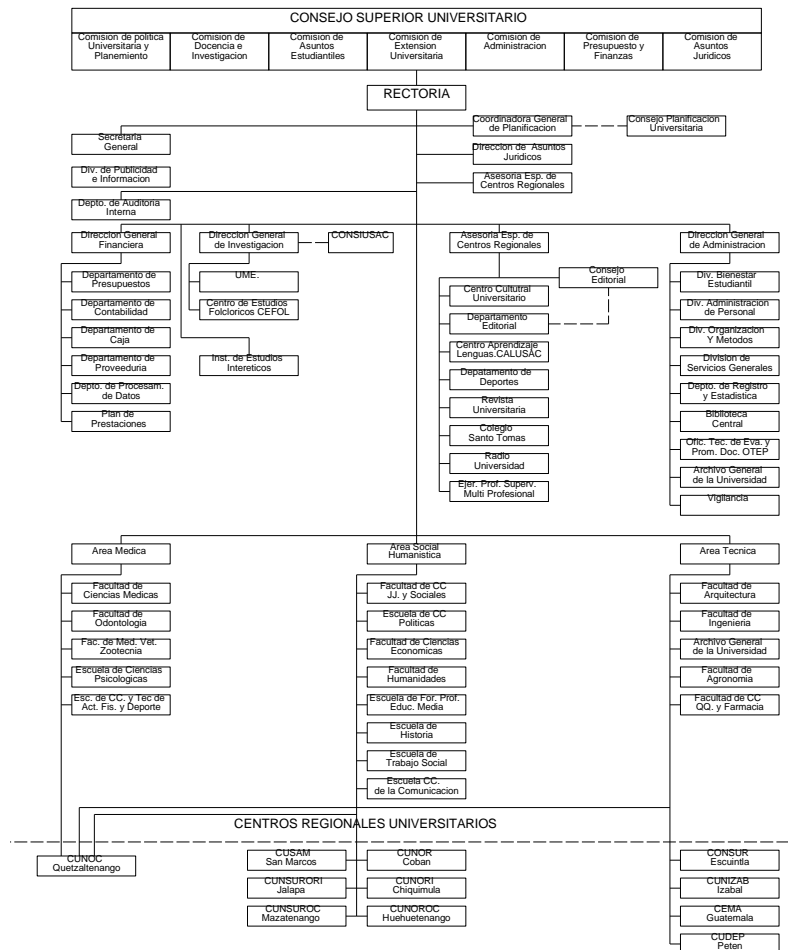 CONSEJO SUPERIOR UNIVERSITARIO
Comision de politica
Universitaria y
Planemiento
Comision de
Docencia e
Investigacion
Comision de
Asuntos
Estudiantiles
Comision de
Extension
Universitaria
Comision de
Administracion
Comision de
Presupuesto y
Finanzas
Comision de
Asuntos
Juridicos
RECTORIA
Secretaria
General
Coordinadora General
de Planificacion
Consejo Planificacion
Universitaria
Div. de Publicidad
e Informacion
Direccion de Asuntos
Juridicos
Depto. de Auditoria
Interna
Asesoria Esp. de
Centros Regionales
Direccion General
Financiera
Departamento de
Presupuestos
Departamento de
Contabilidad
Departamento de
Caja
Departamento de
Proveeduria
Depto. de Procesam.
de Datos
Plan de
Prestaciones
Direccion General
de Investigacion
CONSIUSAC
UME.
Centro de Estudios
Folcloricos CEFOL
Inst. de Estudios
Intereticos
Asesoria Esp. de
Centros Regionales
Consejo
Editorial
Centro Cultutral
Universitario
Departamento
Editorial
Centro Aprendizaje
Lenguas.CALUSAC
Depatamento de
Deportes
Revista
Universitaria
Colegio
Santo Tomas
Radio
Universidad
Ejer. Prof. Superv.
Multi Profesional
Direccion General
de Administracion
Div. Bienestar
Estudiantil
Div. Administracion
de Personal
Div. Organizacion
Y Metodos
Division de
Servicios Generales
Depto. de Registro
y Estadistica
Biblioteca
Central
Ofic. Tec. de Eva. y
Prom. Doc. OTEP
Archivo General
de la Universidad
Vigilancia
Area Medica
Facultad de
Ciencias Medicas
Facultad de
Odontologia
Fac. de Med. Vet.
Zootecnia
Escuela de Ciencias
Psicologicas
Esc. de CC. y Tec de
Act. Fis. y Deporte
Area Social
Humanistica
Facultad de CC
JJ. y Sociales
Escuela de CC
Politicas
Facultad de Ciencias
Economicas
Facultad de
Humanidades
Escuela de For. Prof.
Educ. Media
Escuela de
Historia
Escuela de
Trabajo Social
Escuela CC.
de la Comunicacion
Area Tecnica
Facultad de
Arquitectura
Facultad de
Ingenieria
Archivo General
de la Universidad
Facultad de
Agronomia
Facultad de CC
QQ. y Farmacia
CENTROS REGIONALES UNIVERSITARIOS
CUNOC
Quetzaltenango
CUSAM
San Marcos
CUNOR
Coban
CUNSURORI
Jalapa
CUNORI
Chiquimula
CUNSUROC
Mazatenango
CUNOROC
Huehuetenango
CONSUR
Escuintla
CUNIZAB
Izabal
CEMA
Guatemala
CUDEP
Peten